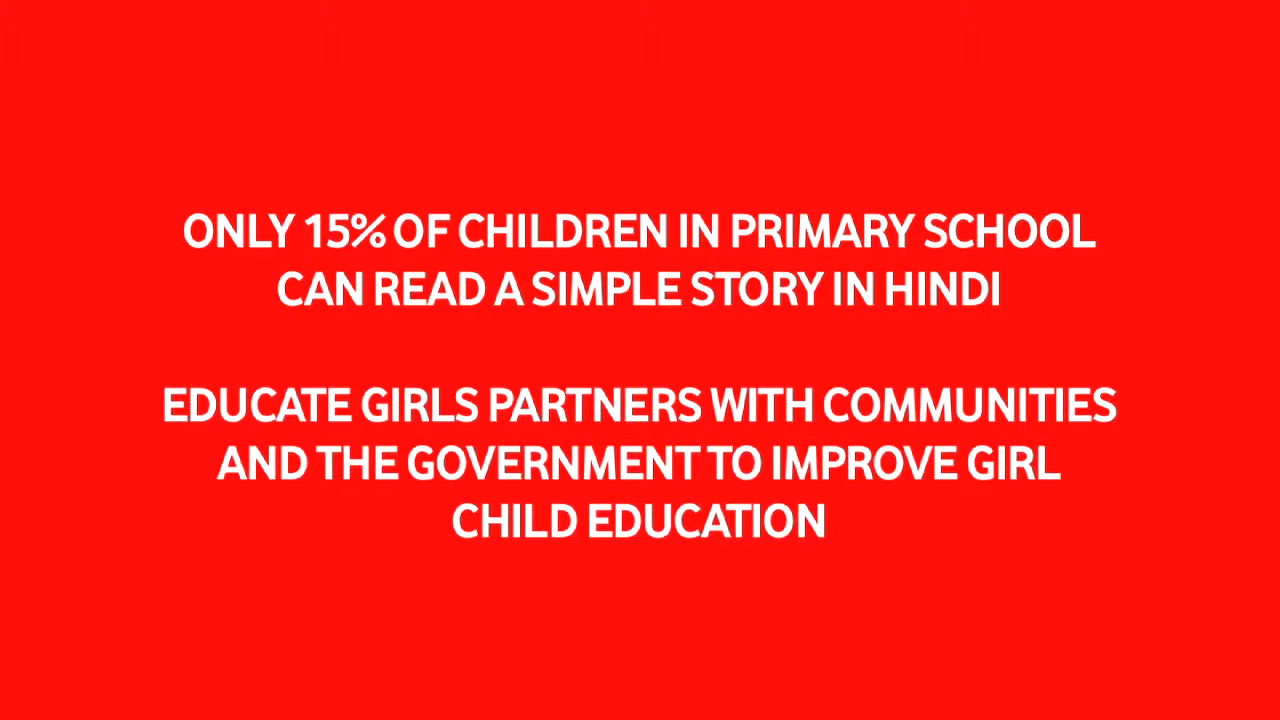 ONLY 15% OF CHILDREN IN PRIMARY SCHOOL
CAN READ A SIMPLE STORY IN HINDI
EDUCATE GIRLS PARTNERS WITH COMMUNITIES
AND THE GOVERNMENT TO IMPROVE GIRL
CHILD EDUCATION